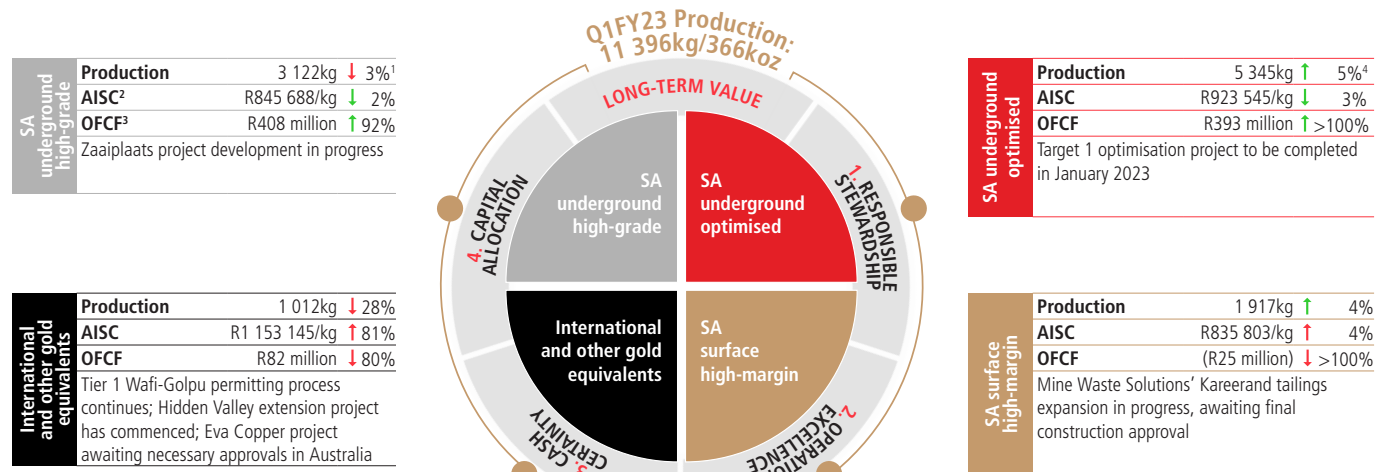 Q1FY23 Production:
11 396kg/366koz
SA
underground
high-grade
Production 3 122kg ↓ 3%¹
AISC² R845 688/kg ↓ 2%
OFCF³ R408 million ↑ 92%
Zaaiplaats project development in progress
SA underground
optimised
Production 5 345kg ↑ 5%⁴
AISC R923 545/kg ↓ 3%
OFCF R393 million ↑ >100%
Target 1 optimisation project to be completed
in January 2023
LONG-TERM VALUE
1. RESPONSIBLE
STEWARDSHIP
4. CAPITAL
ALLOCATION
SA
underground
high-grade
SA
underground
optimised
International
and other gold
equivalents
SA
surface
high-margin
International
and other gold
equivalents
Production 1 012kg ↓ 28%
AISC R1 153 145/kg ↑ 81%
OFCF R82 million ↓ 80%
Tier 1 Wafi-Golpu permitting process
continues; Hidden Valley extension project
has commenced; Eva Copper project
awaiting necessary approvals in Australia
SA surface
high-margin
Production 1 917kg ↑ 4%
AISC R835 803/kg ↑ 4%
OFCF (R25 million) ↓ >100%
Mine Waste Solutions' Kareerand tailings
expansion in progress, awaiting final
construction approval
3. CASH
CERTAINTY
2. OPERATIO
EXCELLENCE